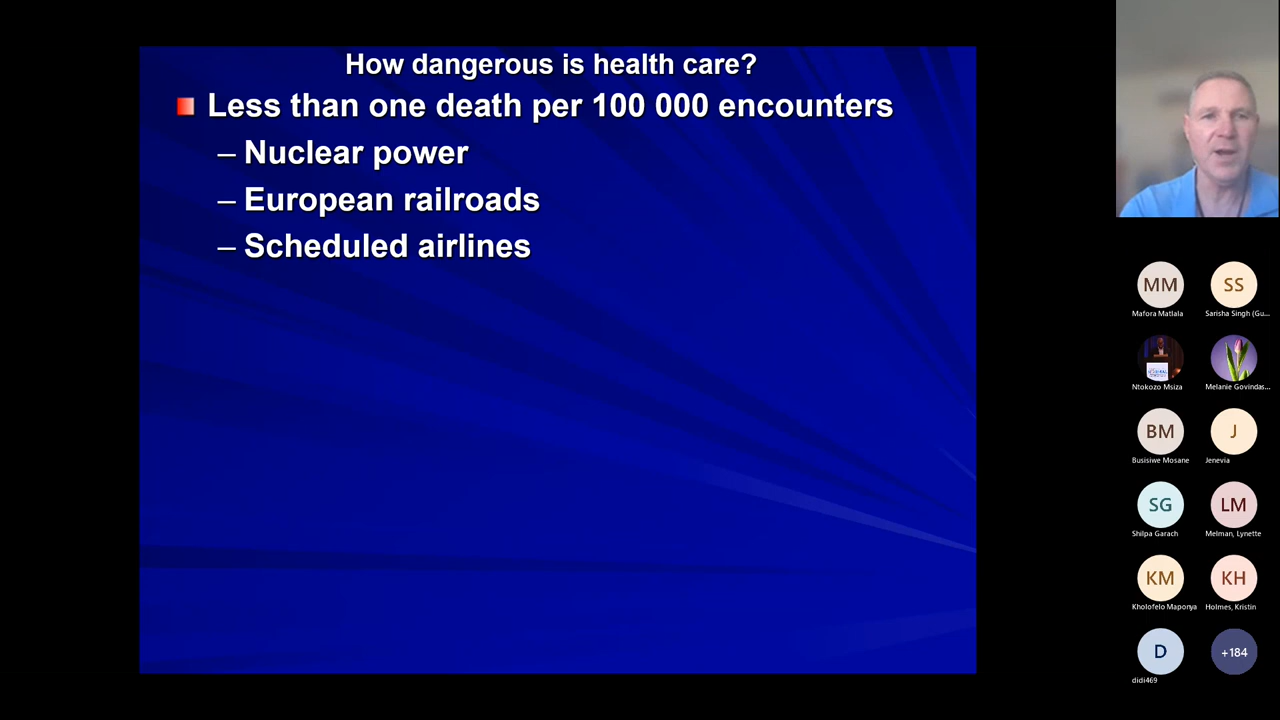 How dangerous is health care?
Less than one death per 100 000 encounters
– Nuclear power
– European railroads
– Scheduled airlines
MM
SS
Mafora Matlala
Sarisha Singh (Gu...
Ntokozo Msiza
Melanie Govindas...
BM
J
Busisiwe Mosane
Jenevia
SG
LM
Shilpa Garach
Melman, Lynette
KM
KH
Kholofelo Maponya
Holmes, Kristin
D
+184
didi469